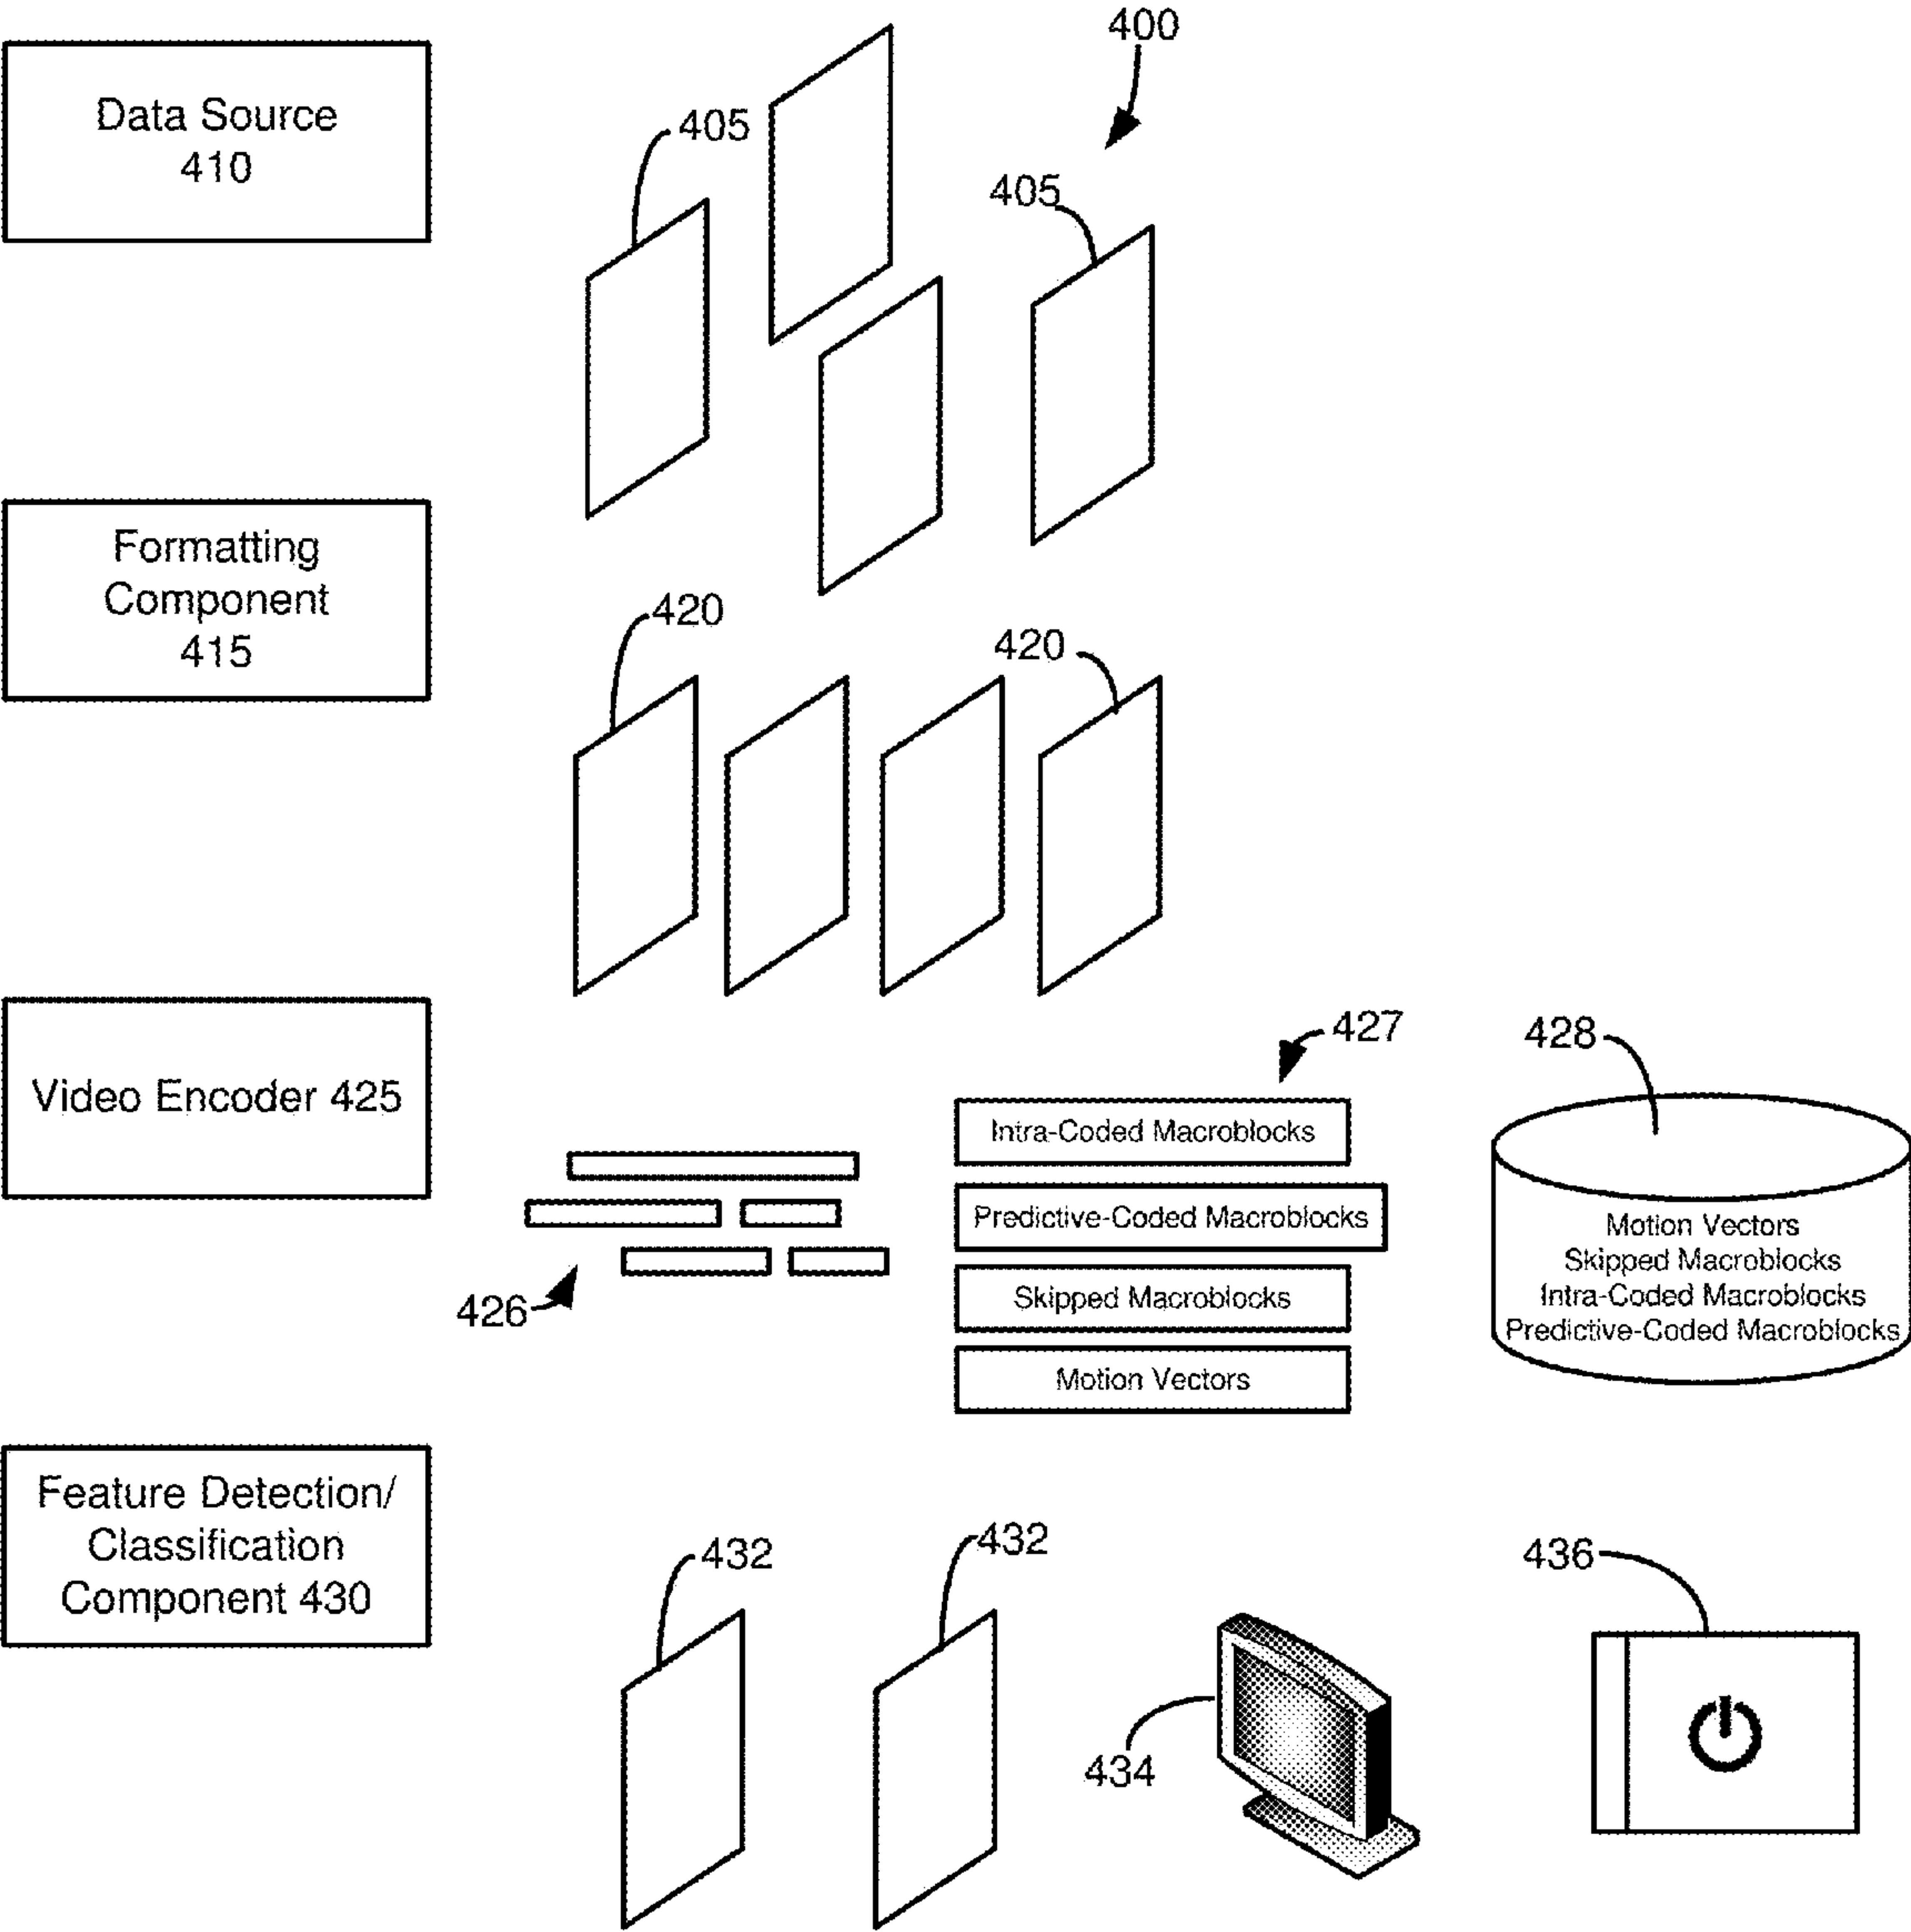 400
Data Source
410
405
405
Formatting
Component
415
420
420
Video Encoder 425
427
428
Intra-Coded Macroblocks
Predictive-Coded Macroblocks
Skipped Macroblocks
Motion Vectors
426
Motion Vectors
Skipped Macroblocks
Intra-Coded Macroblocks
Predictive-Coded Macroblocks
Feature Detection/
Classification
Component 430
432
432
434
436